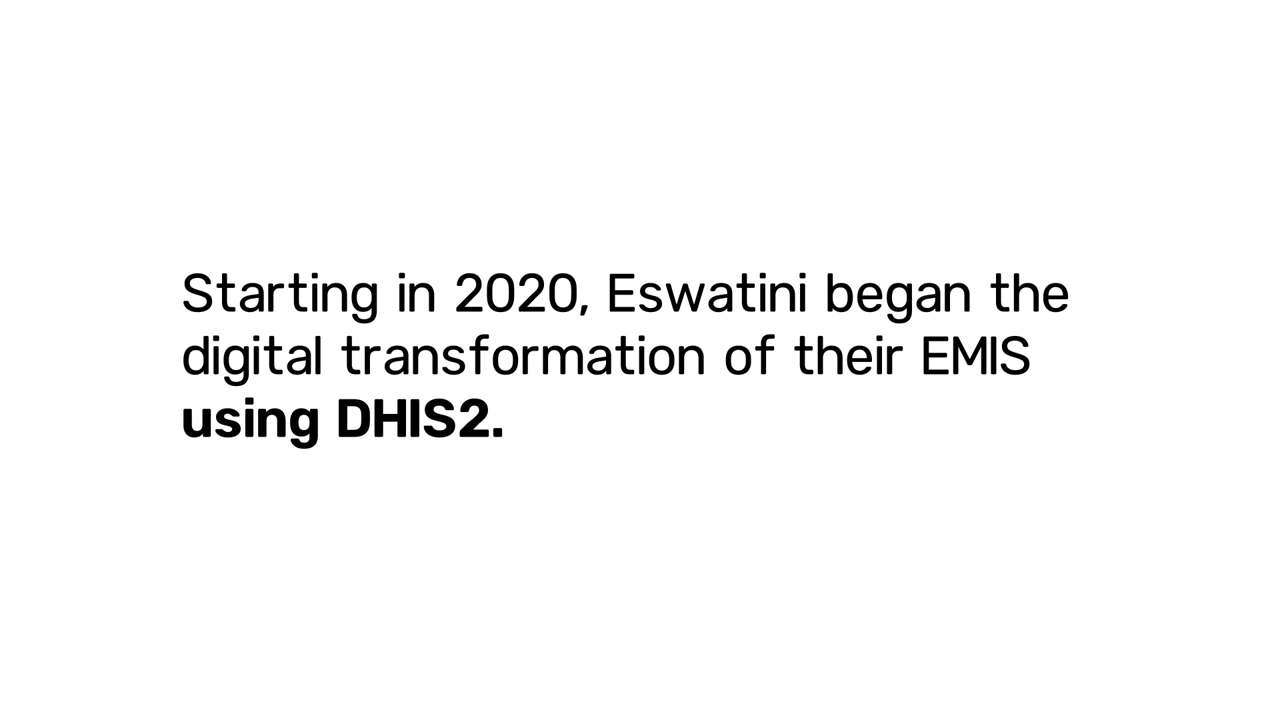 Starting in 2020, Eswatini began the
digital transformation of their EMIS
using DHIS2.